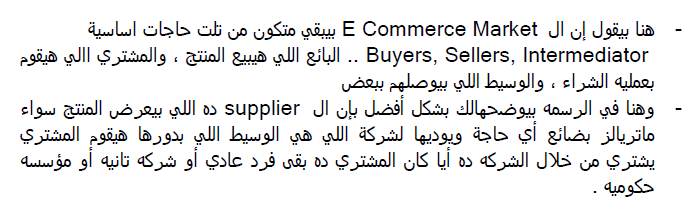 - هنا بيقول إن ال E Commerce Market بيبقي متكون من تلت حاجات اساسية
Buyers, Sellers, Intermediator .. البائع اللي هيبيع المنتج ، والمشتري االي هيقوم
بعمليه الشراء ، والوسيط اللي بيوصلهم ببعض
- وهنا في الرسمه بيوضحهالك بشكل أفضل بإن ال supplier ده اللي بيعرض المنتج سواء
ماتريالز بضائع أي حاجة ويوديها لشركة اللي هي الوسيط اللي بدورها هيقوم المشتري
يشتري من خلال الشركه ده أيا كان المشتري ده بقى فرد عادي أو شركه تانيه أو مؤسسه
حكوميه .